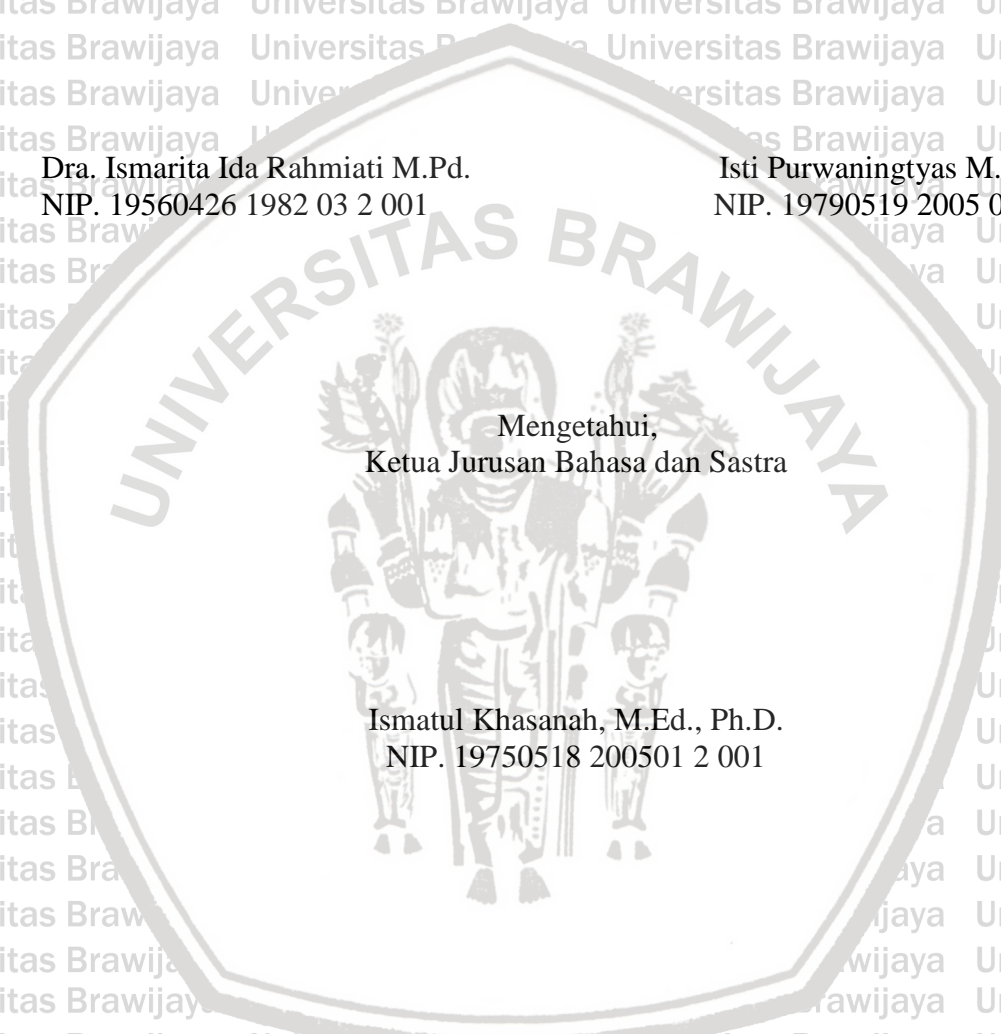 Dra. Ismarita Ida Rahmiati M.Pd.
NIP. 19560426 1982 03 2 001
Isti Purwaningtyas M.
NIP. 19790519 2005 0
UNIVERSITAS BRAWIJAYA
Mengetahui,
Ketua Jurusan Bahasa dan Sastra
Ismatul Khasanah, M.Ed., Ph.D.
NIP. 19750518 200501 2 001